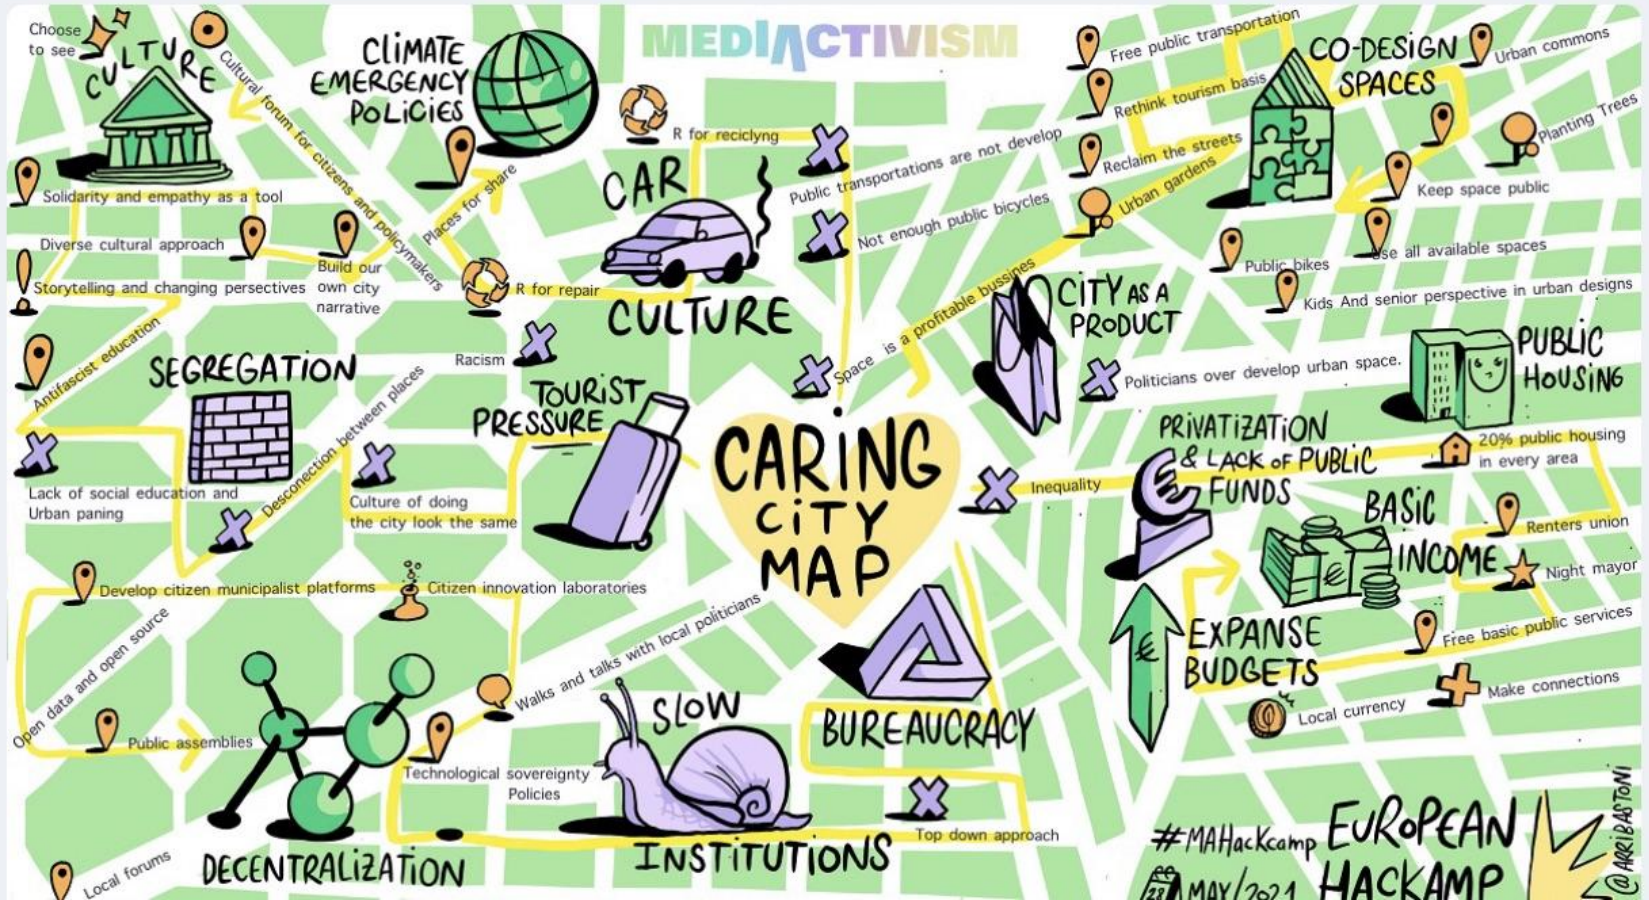 MEDIACTIVISM
Choose
to see
CULTURE
Cultural forum for citizens and policymakers
CLIMATE
EMERGENCY
POLICIES
R for reciclyng
Solidarity and empathy as a tool
Diverse cultural approach
Build our
own city
narrative
Storytelling and changing persectives
Places for share
R for repair
CAR
CULTURE
Public transportations are not develop
Not enough public bicycles
Space is a profitable bussines
Free public transportation
Rethink tourism basis
Reclaim the streets
Urban gardens
CO-DESIGN
SPACES
Urban commons
Planting Trees
Keep space public
Use all available spaces
Public bikes
Kids And senior perspective in urban designs
CITY AS A
PRODUCT
Politicians over develop urban space.
PUBLIC
HOUSING
20% public housing
in every area
Antifascist education
SEGREGATION
Racism
Desconection between places
TOURIST
PRESSURE
Lack of social education and
Urban paning
Culture of doing
the city look the same
CARING
CITY
MAP
Inequality
PRIVATIZATION
& LACK OF PUBLIC
FUNDS
€
BASIC
INCOME
€
Renters union
Night mayor
Free basic public services
EXPANSE
BUDGETS
€
Make connections
Local currency
Develop citizen municipalist platforms
Citizen innovation laboratories
Open data and open source
Public assemblies
Walks and talks with local politicians
Technological sovereignty
Policies
DECENTRALIZATION
Local forums
SLOW
INSTITUTIONS
BUREAUCRACY
Top down approach
#MAHacKcamp
28 MAY/2021
EUROPEAN
HACKAMP
@ARRIBASTONI